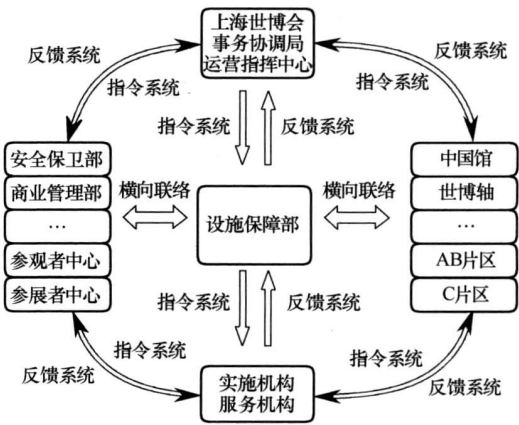 上海世博会
事务协调局
运营指挥中心
反馈系统
指令系统
反馈系统
指令系统
指令系统
反馈系统
安全保卫部
商业管理部
…
参观者中心
参展者中心
横向联络
设施保障部
横向联络
中国馆
世博轴
…
AB片区
C片区
指令系统
反馈系统
指令系统
反馈系统
指令系统
反馈系统
实施机构
服务机构